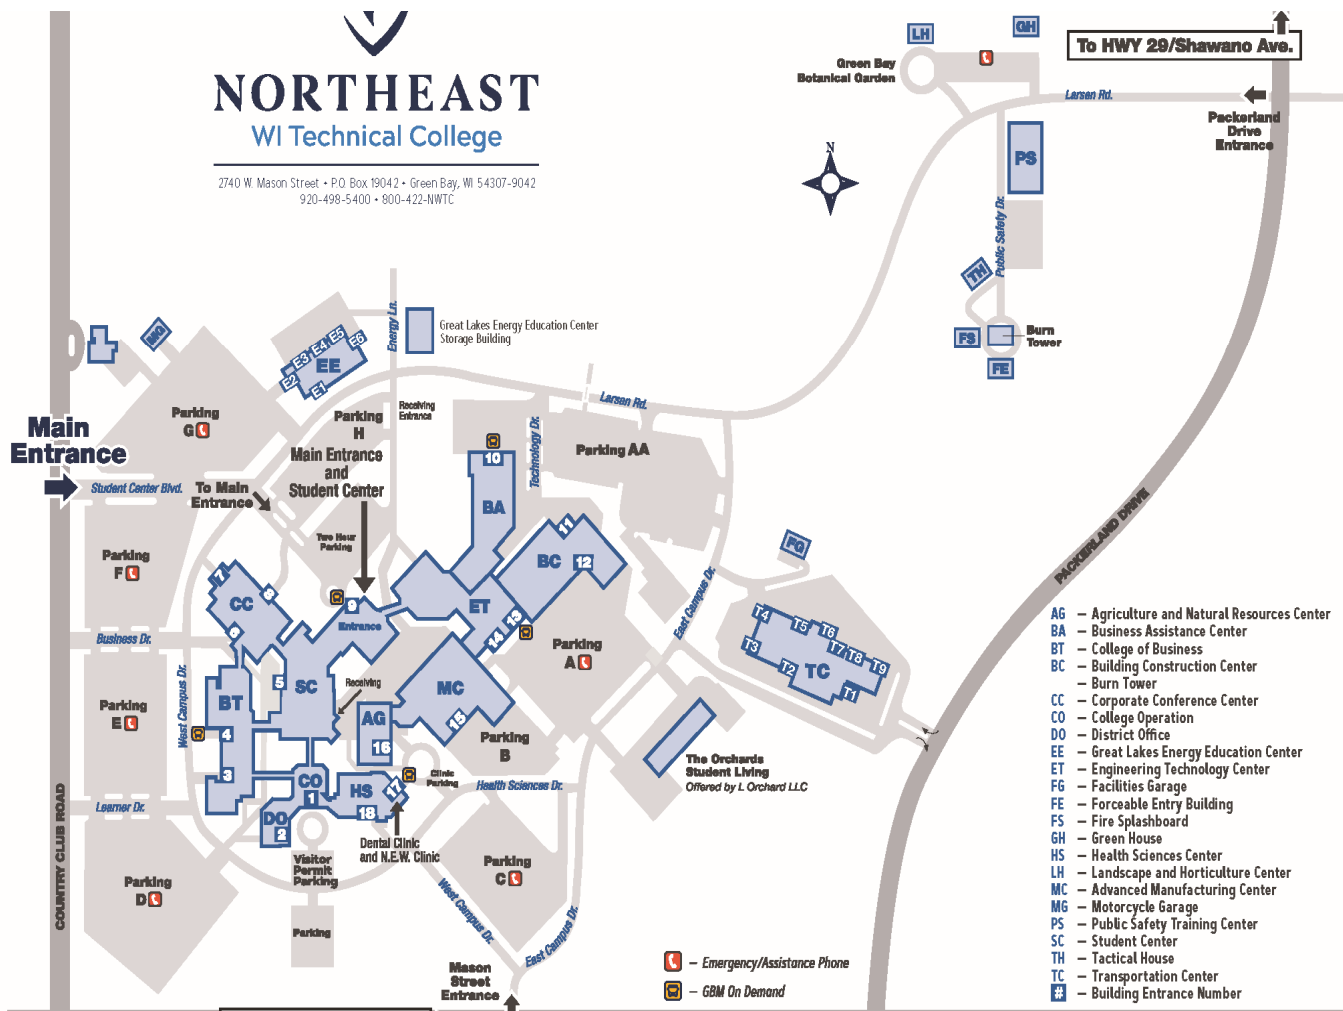 NORTHEAST
WI Technical College
2740 W. Mason Street • P.O. Box 19042 • Green Bay, WI 54307-9042
920-498-5400 • 800-422-NWTC
LH
GH
Green Bay
Botanical Garden
To HWY 29/Shawano Ave.
Larsen Rd.
Packerland
Drive
Entrance
N
PS
Public Safety Dr.
TH
FS
Burn
Tower
FE
MG
E2
E3
E4
E5
E6
EE
E1
Energy Ln.
Great Lakes Energy Education Center
Storage Building
Parking
G
Parking
H
Receiving
Entrance
Larsen Rd.
Main
Entrance
Main Entrance
and
Student Center
10
Technology Dr.
Parking AA
Student Center Blvd.
To Main
Entrance
BA
PACKERLAND DRIVE
Two Hour
Parking
11
BC
12
FG
Parking
F
7
CC
8
9
Entrance
ET
13
14
East Campus Dr.
T4
T5
T6
T7
T8
T9
T3
T2
TC
T1
Business Dr.
6
Parking
A
West Campus Dr.
5
SC
Receiving
MC
BT
Parking
E
4
AG
16
15
Parking
B
The Orchards
Student Living
Offered by L Orchard LLC
3
CO
1
HS
17
18
Clinic
Parking
Health Sciences Dr.
Learner Dr.
DO
2
COUNTRY CLUB ROAD
Dental Clinic
and N.E.W. Clinic
Visitor
Permit
Parking
Parking
C
Parking
D
West Campus Dr.
East Campus Dr.
Parking
Mason
Street
Entrance
– Emergency/Assistance Phone
– GBM On Demand
AG – Agriculture and Natural Resources Center
BA – Business Assistance Center
BT – College of Business
BC – Building Construction Center
– Burn Tower
CC – Corporate Conference Center
CO – College Operation
DO – District Office
EE – Great Lakes Energy Education Center
ET – Engineering Technology Center
FG – Facilities Garage
FE – Forceable Entry Building
FS – Fire Splashboard
GH – Green House
HS – Health Sciences Center
LH – Landscape and Horticulture Center
MC – Advanced Manufacturing Center
MG – Motorcycle Garage
PS – Public Safety Training Center
SC – Student Center
TH – Tactical House
TC – Transportation Center
# – Building Entrance Number